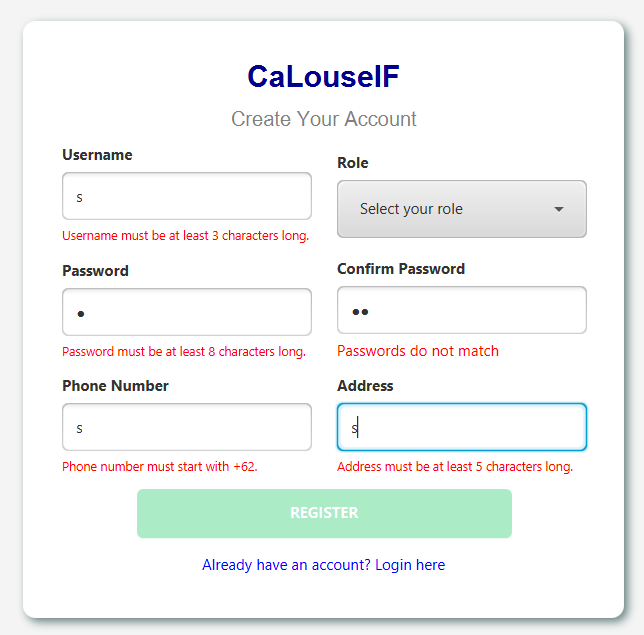 CaLouselF
Create Your Account
Username
Role
s
Select your role
Username must be at least 3 characters long.
Password
Confirm Password
Password must be at least 8 characters long.
Passwords do not match
Phone Number
Address
s
s
Phone number must start with +62.
Address must be at least 5 characters long.
REGISTER
Already have an account? Login here